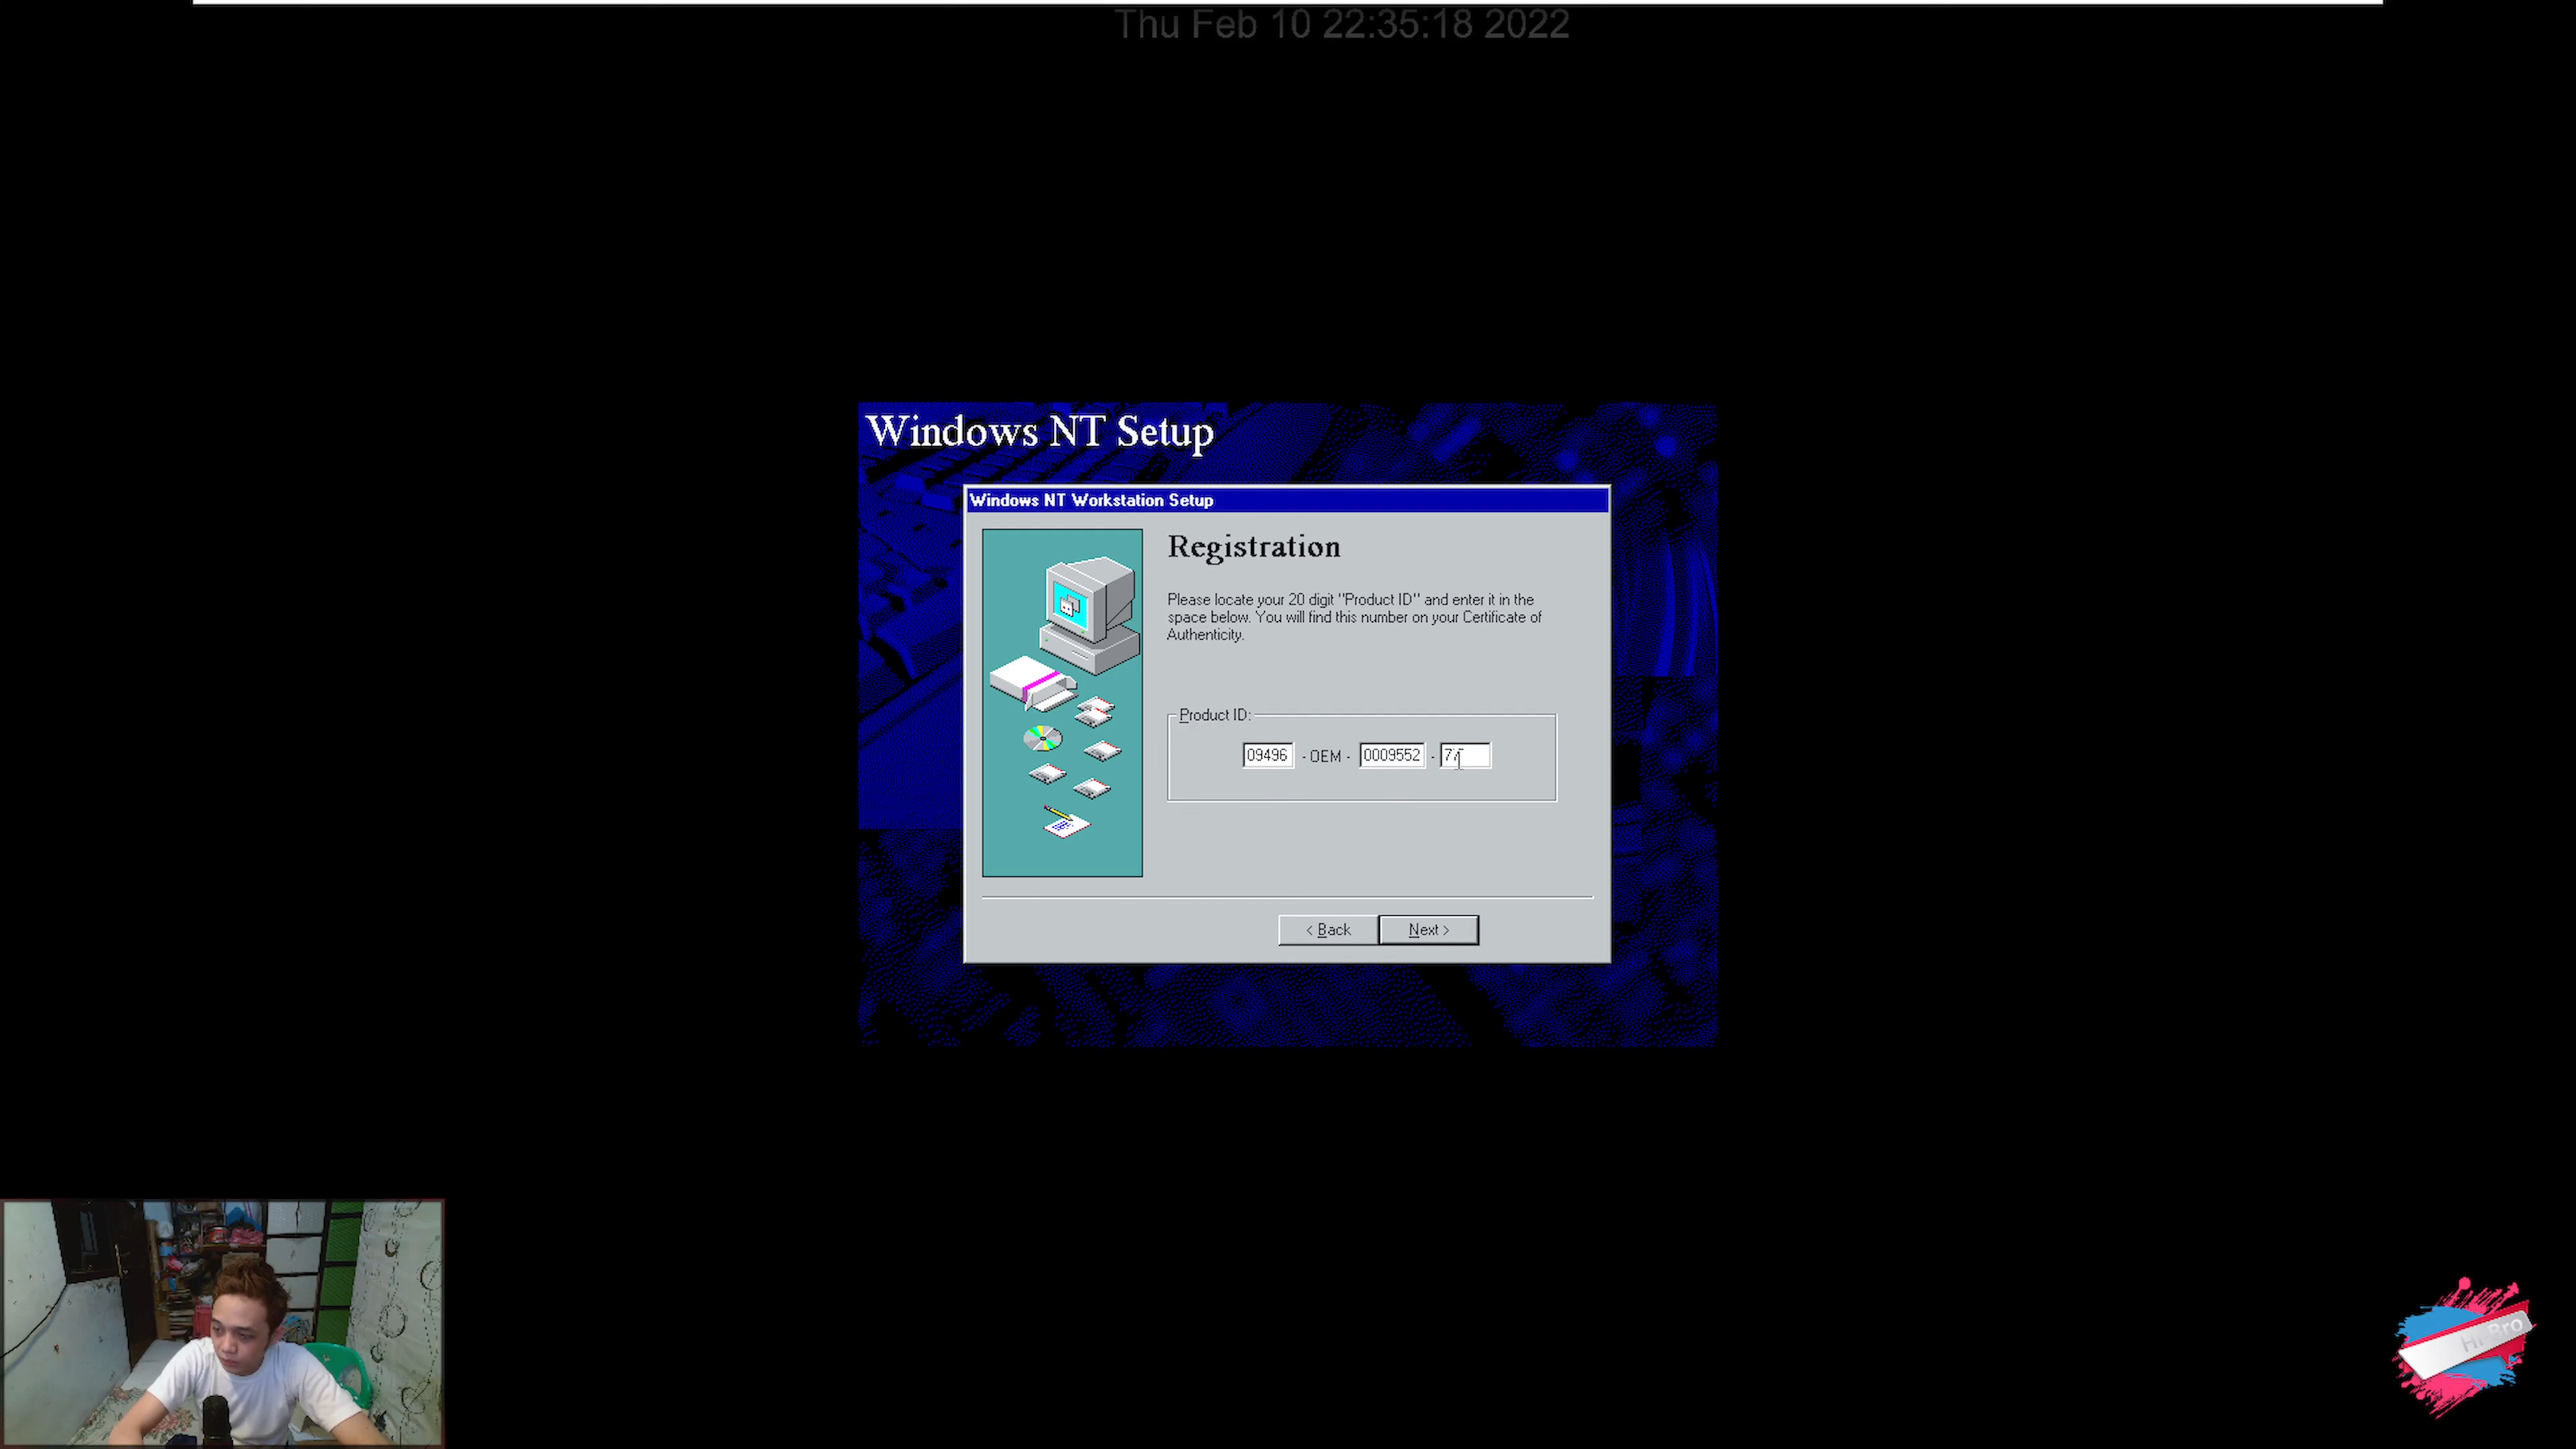 Thu Feb 10 22:35:18 2022
Windows NT Setup
Windows NT Workstation Setup
Registration
Please locate your 20 digit "Product ID" and enter it in the
space below. You will find this number on your Certificate of
Authenticity.
Product ID:
09496 - OEM - 0009552 -
< Back Next >
Hi Bro